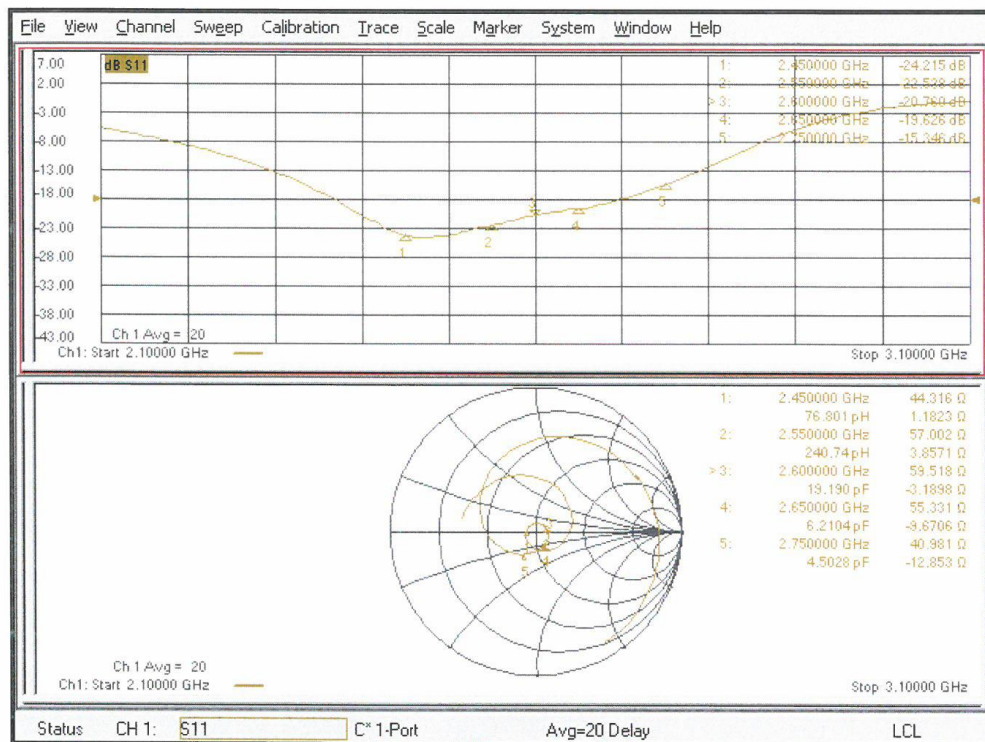 File View Channel Sweep Calibration Trace Scale Marker System Window Help
7.00
2.00
-3.00
-8.00
-13.00
-18.00
-23.00
-28.00
-33.00
-38.00
-43.00
dB S11
1: 2.450000 GHz -24.215 dB
2: 2.550000 GHz -22.538 dB
>3: 2.600000 GHz -20.760 dB
4: 2.650000 GHz -19.626 dB
5: 2.750000 GHz -15.346 dB
1
2
3
4
5
Ch 1 Avg = 20
Ch1: Start 2.10000 GHz
Stop 3.10000 GHz
1: 2.450000 GHz 44.316 Ω
76.801 pH 1.1823 Ω
2: 2.550000 GHz 57.002 Ω
240.74 pH 3.8571 Ω
>3: 2.600000 GHz 59.518 Ω
19.190 pF -3.1898 Ω
4: 2.650000 GHz 55.331 Ω
6.2104 pF -9.6706 Ω
5: 2.750000 GHz 40.981 Ω
4.5028 pF -12.853 Ω
5
4
Ch 1 Avg = 20
Ch1: Start 2.10000 GHz
Stop 3.10000 GHz
Status CH 1: S11 C* 1-Port Avg=20 Delay LCL